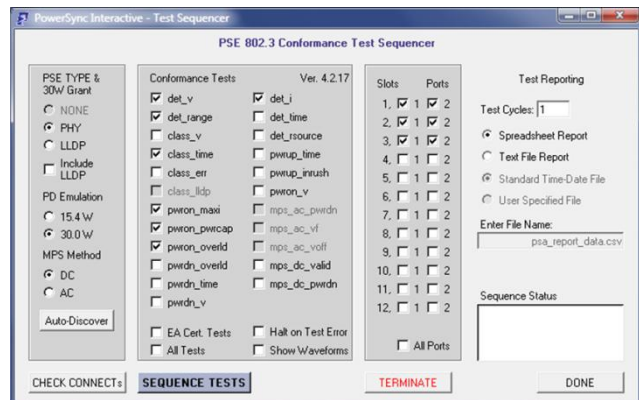 PowerSync Interactive - Test Sequencer
PSE 802.3 Conformance Test Sequencer
PSE TYPE &
30W Grant
NONE
PHY
LLDP
Include
LLDP
PD Emulation
15.4 W
30.0 W
MPS Method
DC
AC
Auto-Discover
Conformance Tests Ver. 4.2.17
det_v det_i
det_range det_time
class_v det_rsource
class_time pwrup_time
class_err pwrup_inrush
class_lldp pwron_v
pwron_maxi mps_ac_pwrdn
pwron_pwrcap mps_ac_vf
pwron_overld mps_ac_voff
pwrdn_overld mps_dc_valid
pwrdn_time mps_dc_pwrdn
pwrdn_v
EA Cert. Tests Halt on Test Error
All Tests Show Waveforms
Slots Ports
1, 1 2
2, 1 2
3, 1 2
4, 1 2
5, 1 2
6, 1 2
7, 1 2
8, 1 2
9, 1 2
10, 1 2
11, 1 2
12, 1 2
All Ports
Test Reporting
Test Cycles: 1
Spreadsheet Report
Text File Report
Standard Time-Date File
User Specified File
Enter File Name:
psa_report_data.csv
Sequence Status
CHECK CONNECTs SEQUENCE TESTS TERMINATE DONE